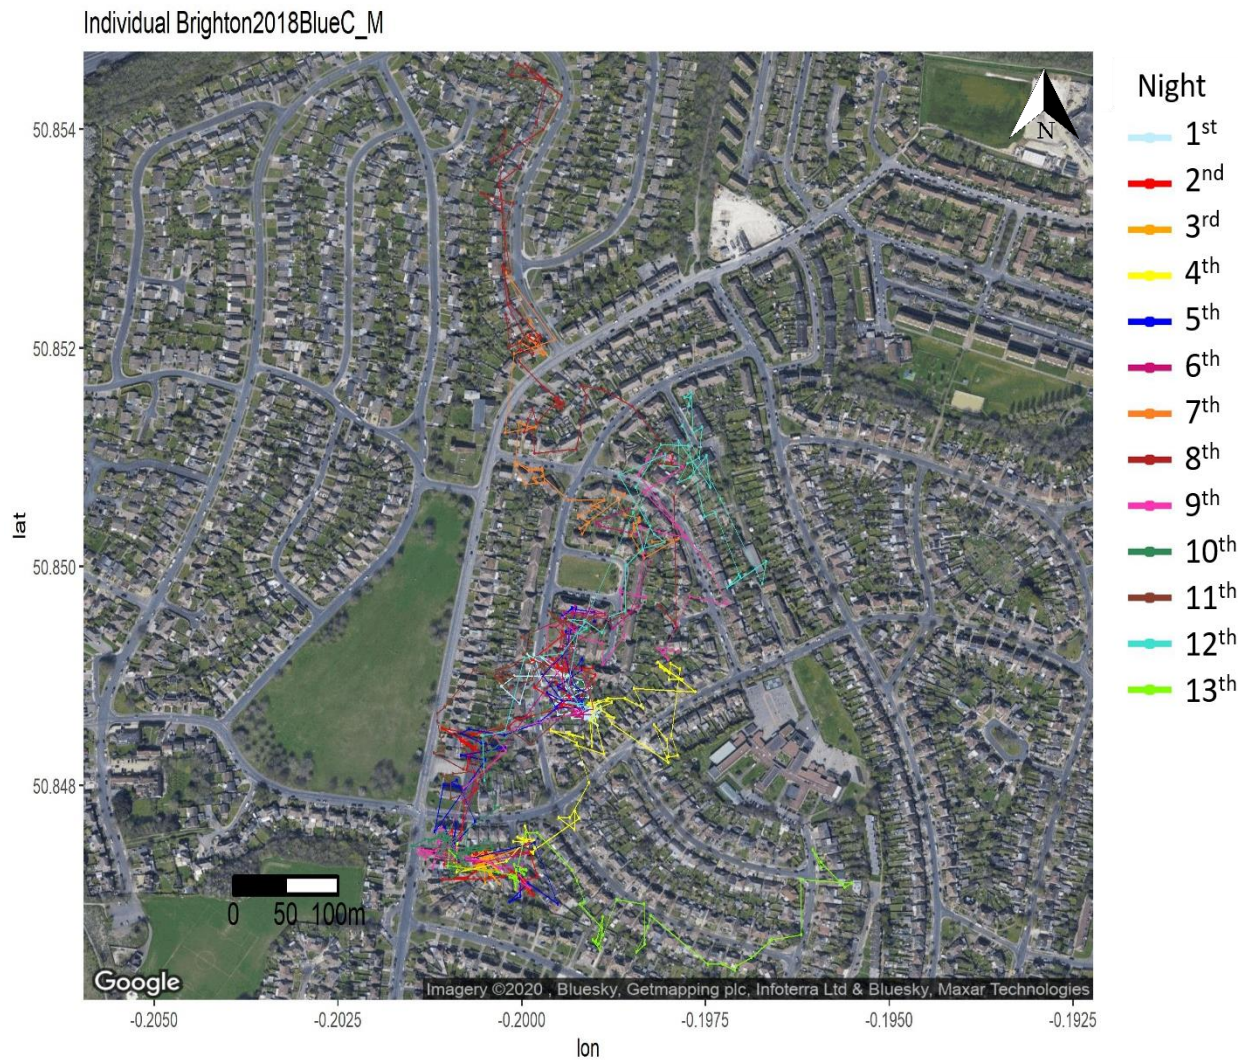 Individual Brighton2018BlueC_M
Night
1st
2nd
3rd
4th
5th
6th
7th
8th
9th
10th
11th
12th
13th
N
lat
50.854
50.852
50.850
50.848
0 50 100m
Google
Imagery ©2020 , Bluesky, Getmapping plc, Infoterra Ltd & Bluesky, Maxar Technologies
-0.2050 -0.2025 -0.2000 -0.1975 -0.1950 -0.1925
lon